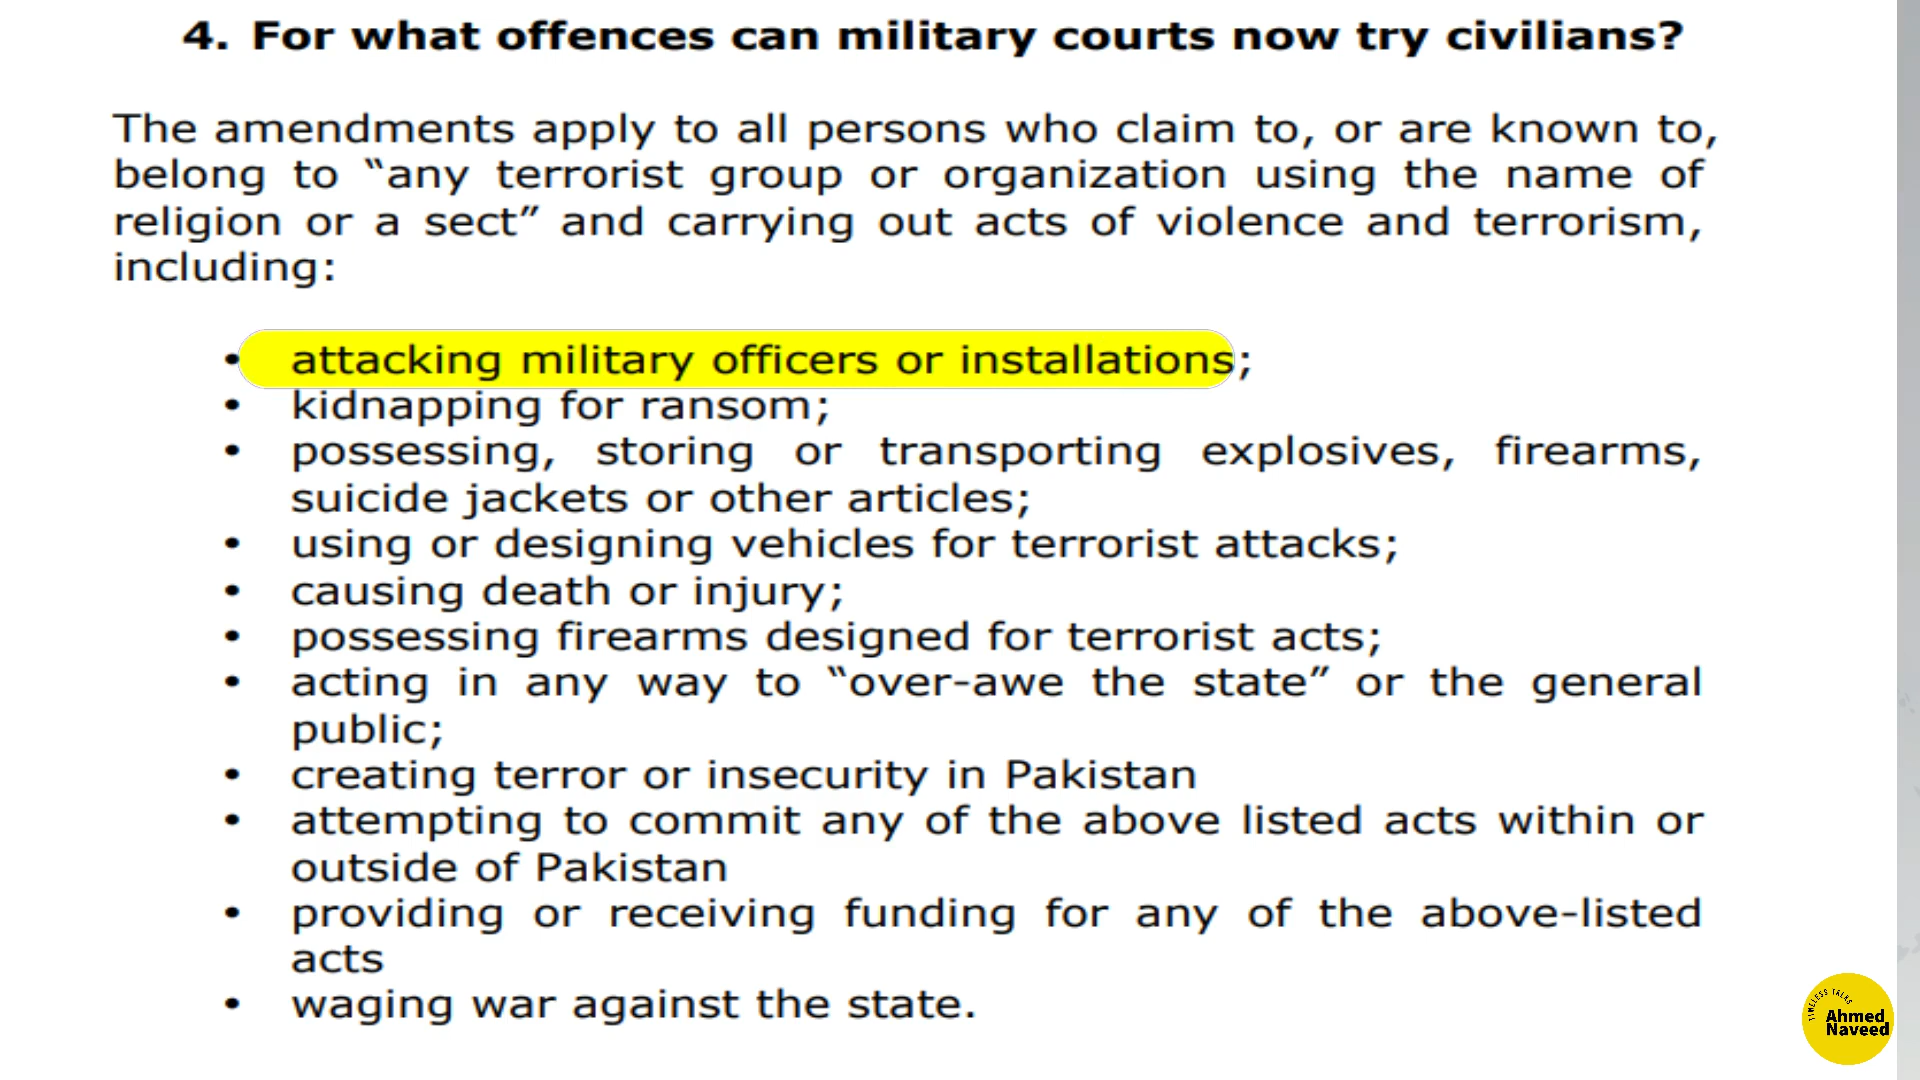 4. For what offences can military courts now try civilians?
The amendments apply to all persons who claim to, or are known to,
belong to “any terrorist group or organization using the name of
religion or a sect” and carrying out acts of violence and terrorism,
including:
• attacking military officers or installations;
• kidnapping for ransom;
• possessing, storing or transporting explosives, firearms,
suicide jackets or other articles;
• using or designing vehicles for terrorist attacks;
• causing death or injury;
• possessing firearms designed for terrorist acts;
• acting in any way to “over-awe the state” or the general
public;
• creating terror or insecurity in Pakistan
• attempting to commit any of the above listed acts within or
outside of Pakistan
• providing or receiving funding for any of the above-listed
acts
• waging war against the state.
TIMELESS TALKS
Ahmed
Naveed